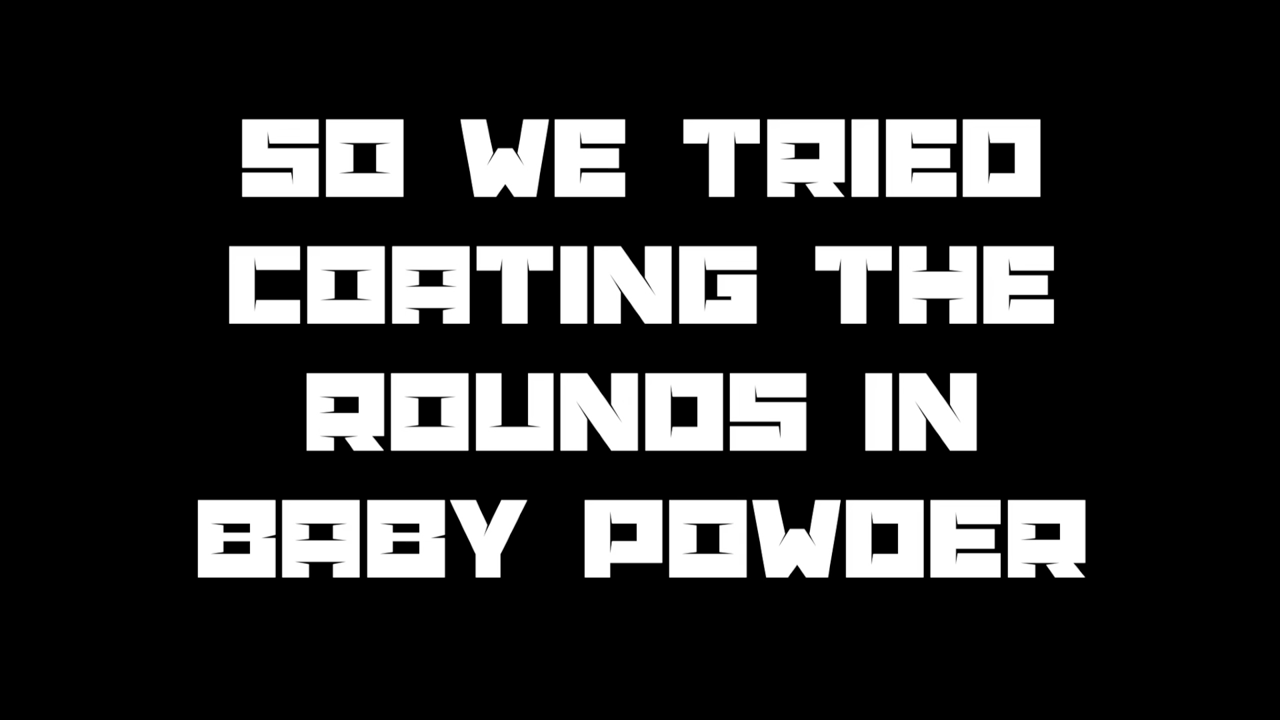 SO WE TRIED
COATING THE
ROUNDS IN
BABY POWDER